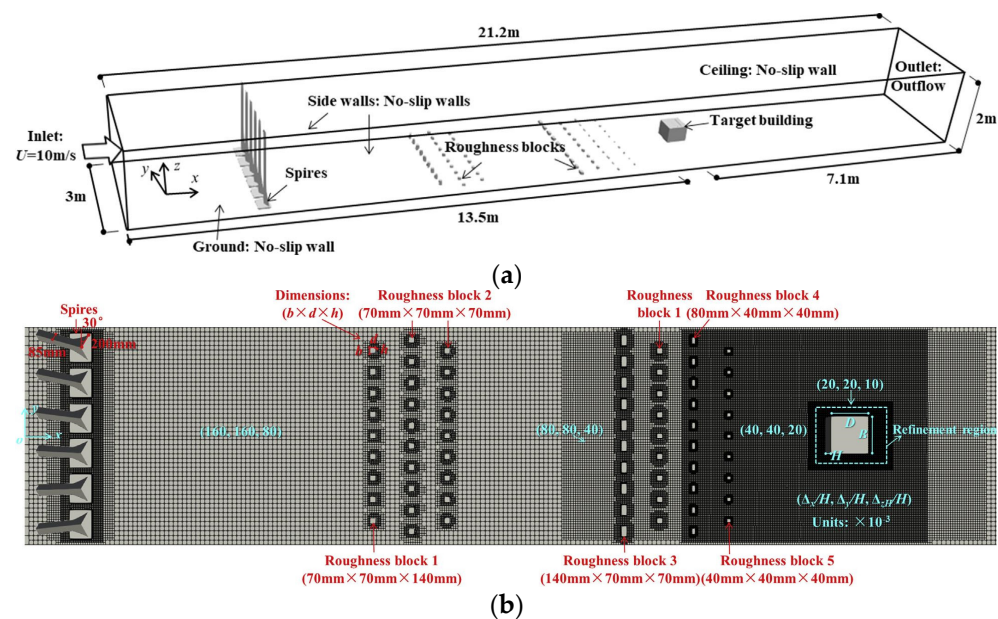 21.2m
Ceiling: No-slip wall
Outlet:
Outflow
Side walls: No-slip walls
Target building
2m
Inlet:
U=10m/s
Roughness blocks
y
z
x
Spires
7.1m
3m
13.5m
Ground: No-slip wall
(a)
Spires
Dimensions:
(b×d×h)
Roughness block 2
(70mm×70mm×70mm)
Roughness
block 1
Roughness block 4
(80mm×40mm×40mm)
30°
200mm
85mm
d
b
h
(20, 20, 10)
y
o
x
(160, 160, 80)
(80, 80, 40)
(40, 40, 20)
D
B
H
Refinement region
(Δx/H, Δy/H, ΔzH/H)
Units: ×10-3
Roughness block 1
(70mm×70mm×140mm)
Roughness block 3
(140mm×70mm×70mm)
Roughness block 5
(40mm×40mm×40mm)
(b)